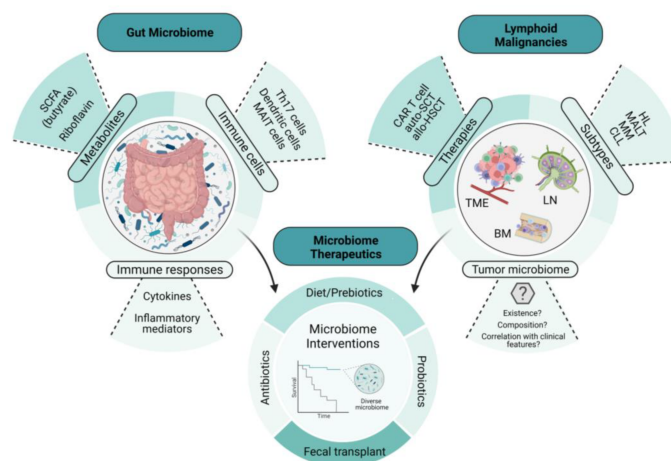 Gut Microbiome
SCFA
(butyrate)
Riboflavin
Metabolites
Th17 cells
Dendritic cells
MAIT cells
Immune cells
Immune responses
Cytokines
Inflammatory
mediators
Lymphoid
Malignancies
CAR T cell
auto-SCT
allo-HSCT
Therapies
HL
MALT
MM
CLL
Subtypes
TME
LN
BM
Tumor microbiome
?
Existence?
Composition?
Correlation with clinical
features?
Microbiome
Therapeutics
Diet/Prebiotics
Antibiotics
Microbiome
Interventions
Survival
Time
Diverse
microbiome
Probiotics
Fecal transplant